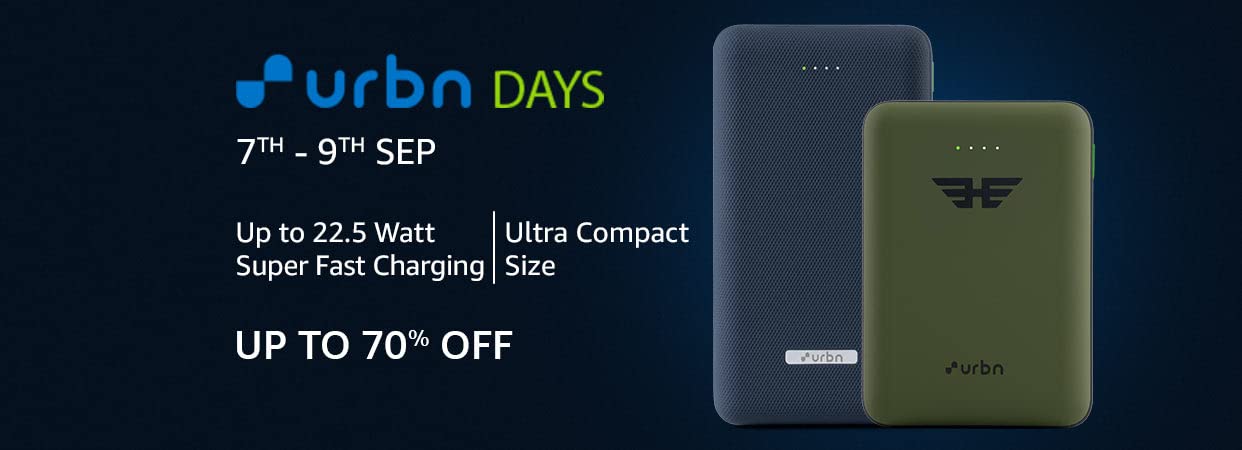 urbn DAYS
7TH - 9TH SEP
Up to 22.5 Watt
Super Fast Charging
Ultra Compact
Size
UP TO 70% OFF
urbn
urbn